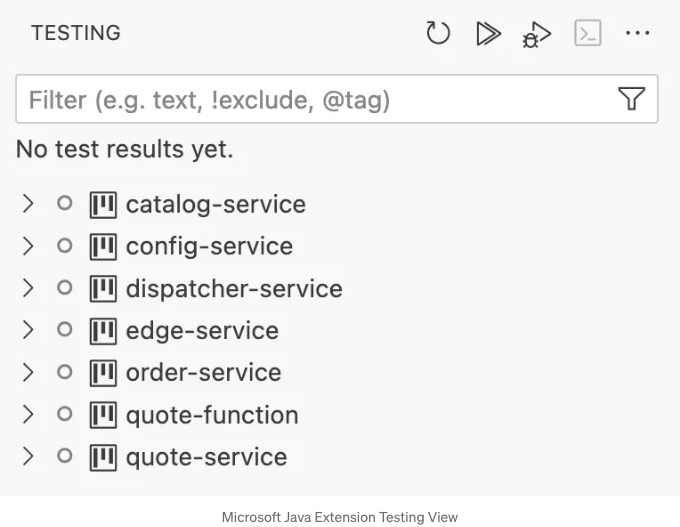 TESTING
Filter (e.g. text, !exclude, @tag)
No test results yet.
catalog-service
config-service
dispatcher-service
edge-service
order-service
quote-function
quote-service
Microsoft Java Extension Testing View